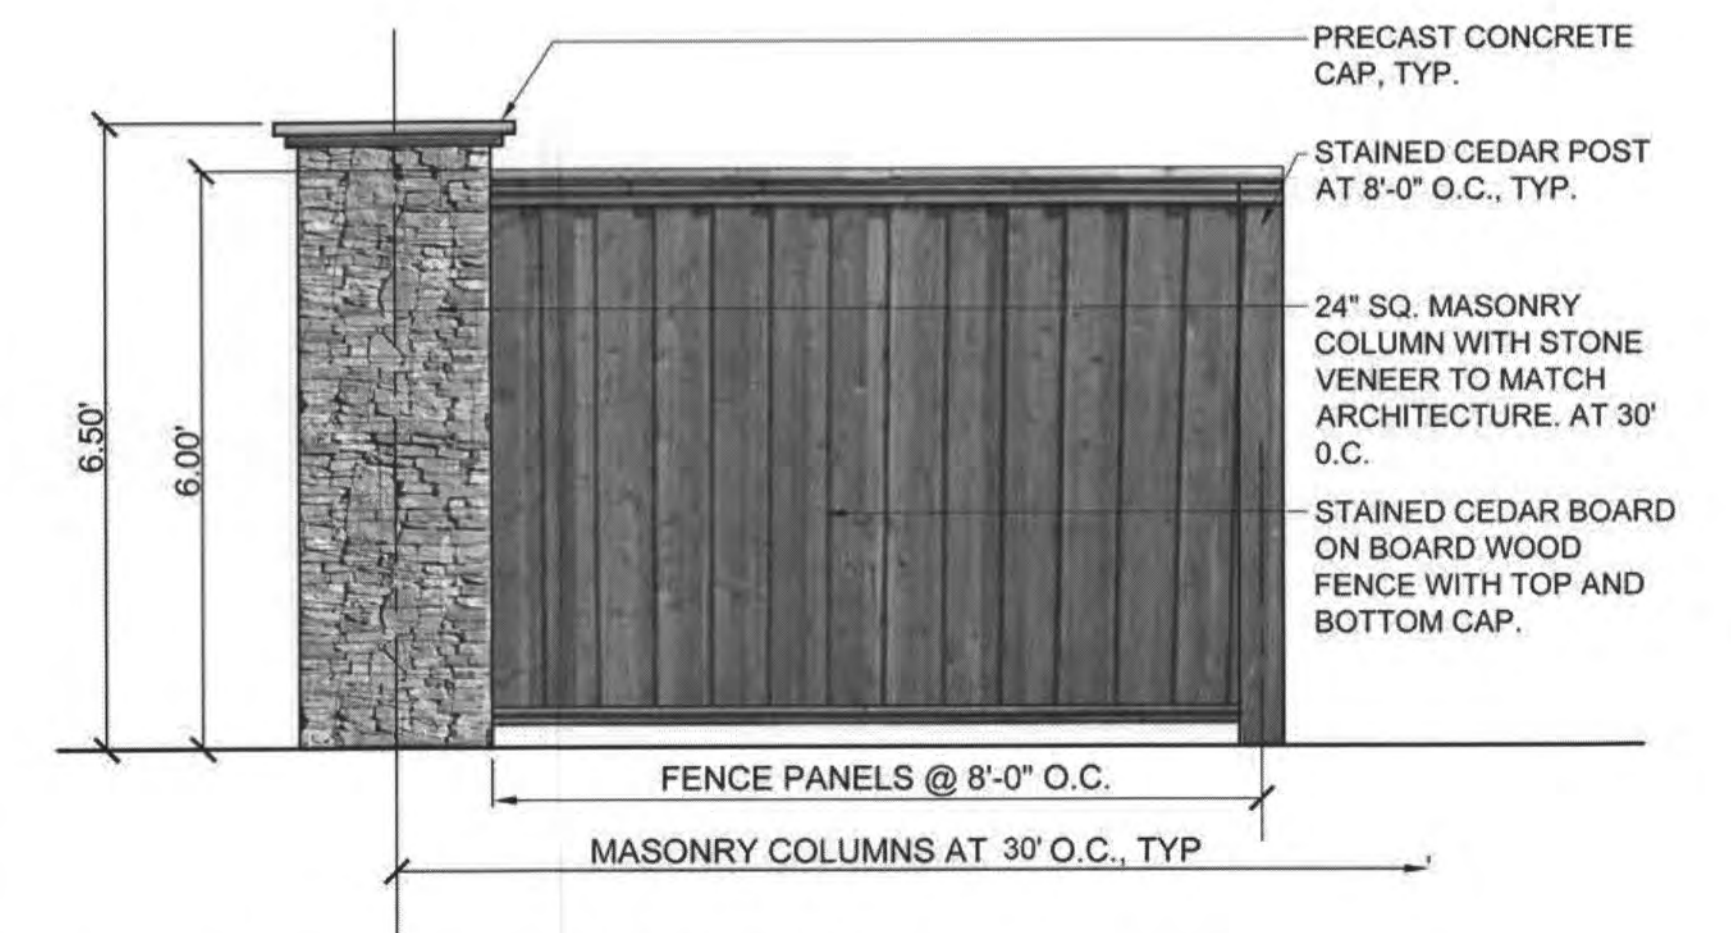 PRECAST CONCRETE
CAP, TYP.
STAINED CEDAR POST
AT 8'-0" O.C., TYP.
24" SQ. MASONRY
COLUMN WITH STONE
VENEER TO MATCH
ARCHITECTURE. AT 30'
O.C.
STAINED CEDAR BOARD
ON BOARD WOOD
FENCE WITH TOP AND
BOTTOM CAP.
6.50'
6.00'
FENCE PANELS @ 8'-0" O.C.
MASONRY COLUMNS AT 30' O.C., TYP